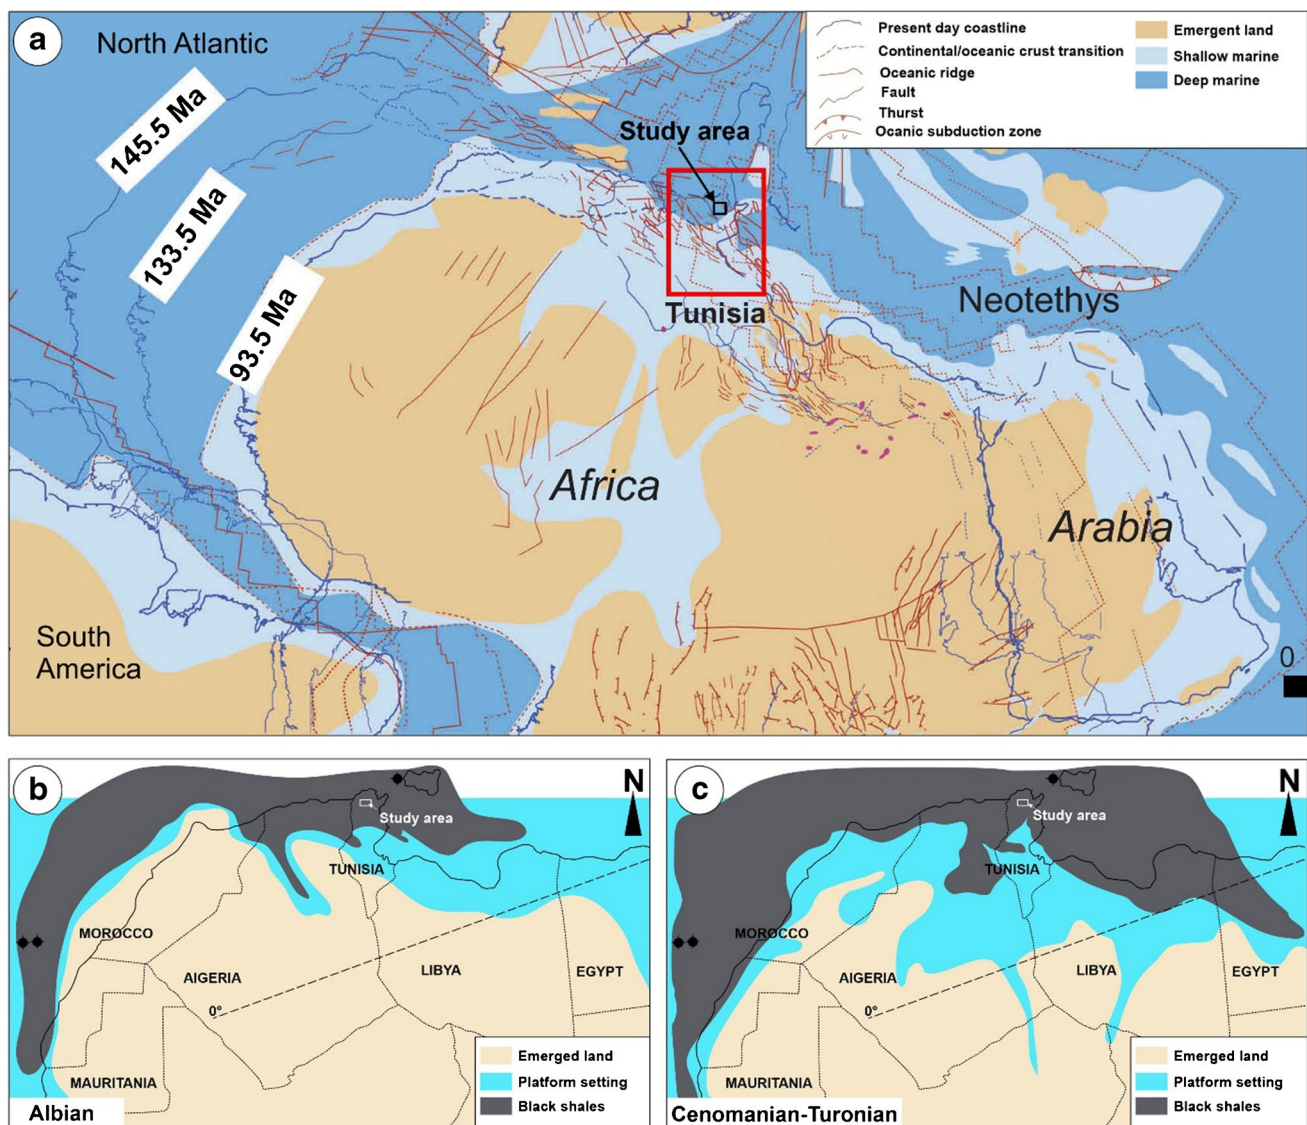 a
North Atlantic
145.5 Ma
133.5 Ma
93.5 Ma
Study area
Tunisia
Neotethys
Africa
Arabia
South
America
0
Present day coastline
Continental/oceanic crust transition
Oceanic ridge
Fault
Thurst
Ocanic subduction zone
Emergent land
Shallow marine
Deep marine
b
N
Study area
TUNISIA
MOROCCO
AlGERIA
LIBYA
EGYPT
0°
MAURITANIA
Emerged land
Platform setting
Black shales
Albian
c
N
Study area
TUNISIA
MOROCCO
AlGERIA
LIBYA
EGYPT
0°
MAURITANIA
Emerged land
Platform setting
Black shales
Cenomanian-Turonian